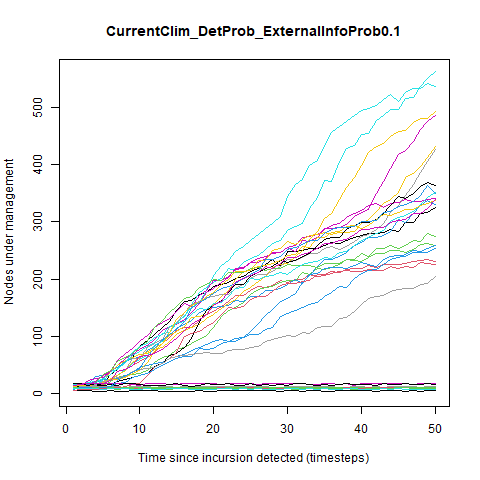 CurrentClim_DetProb_ExternalInfoProb0.1
Nodes under management
500
400
300
200
100
0
0 10 20 30 40 50
Time since incursion detected (timesteps)